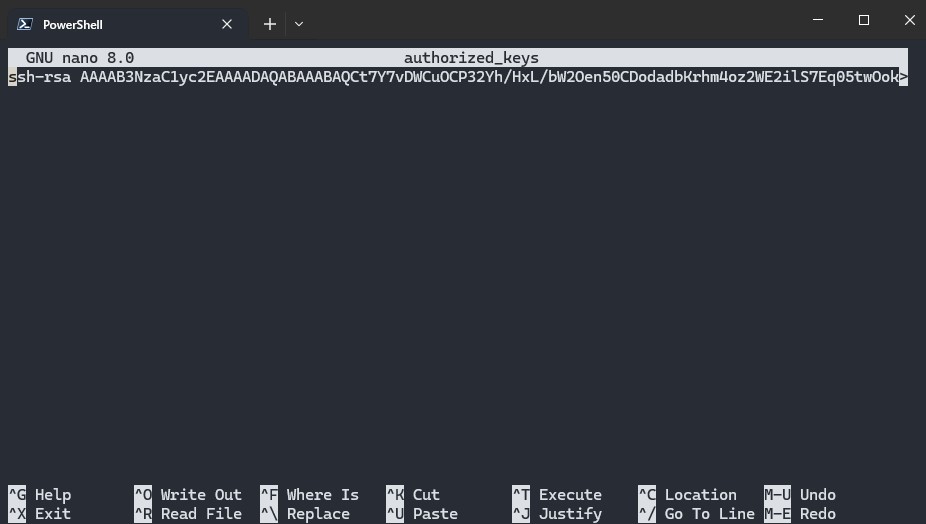 PowerShell
GNU nano 8.0 authorized_keys
ssh-rsa AAAAB3NzaC1yc2EAAAADAQABAAABAQCt7Y7vDWCuOCP32Yh/HxL/bW2Oen50CDodadbKrhm4oz2WE2ilS7Eq05twOok>
^G Help ^O Write Out ^F Where Is ^K Cut ^T Execute ^C Location M-U Undo
^X Exit ^R Read File ^\ Replace ^U Paste ^J Justify ^/ Go To Line M-E Redo